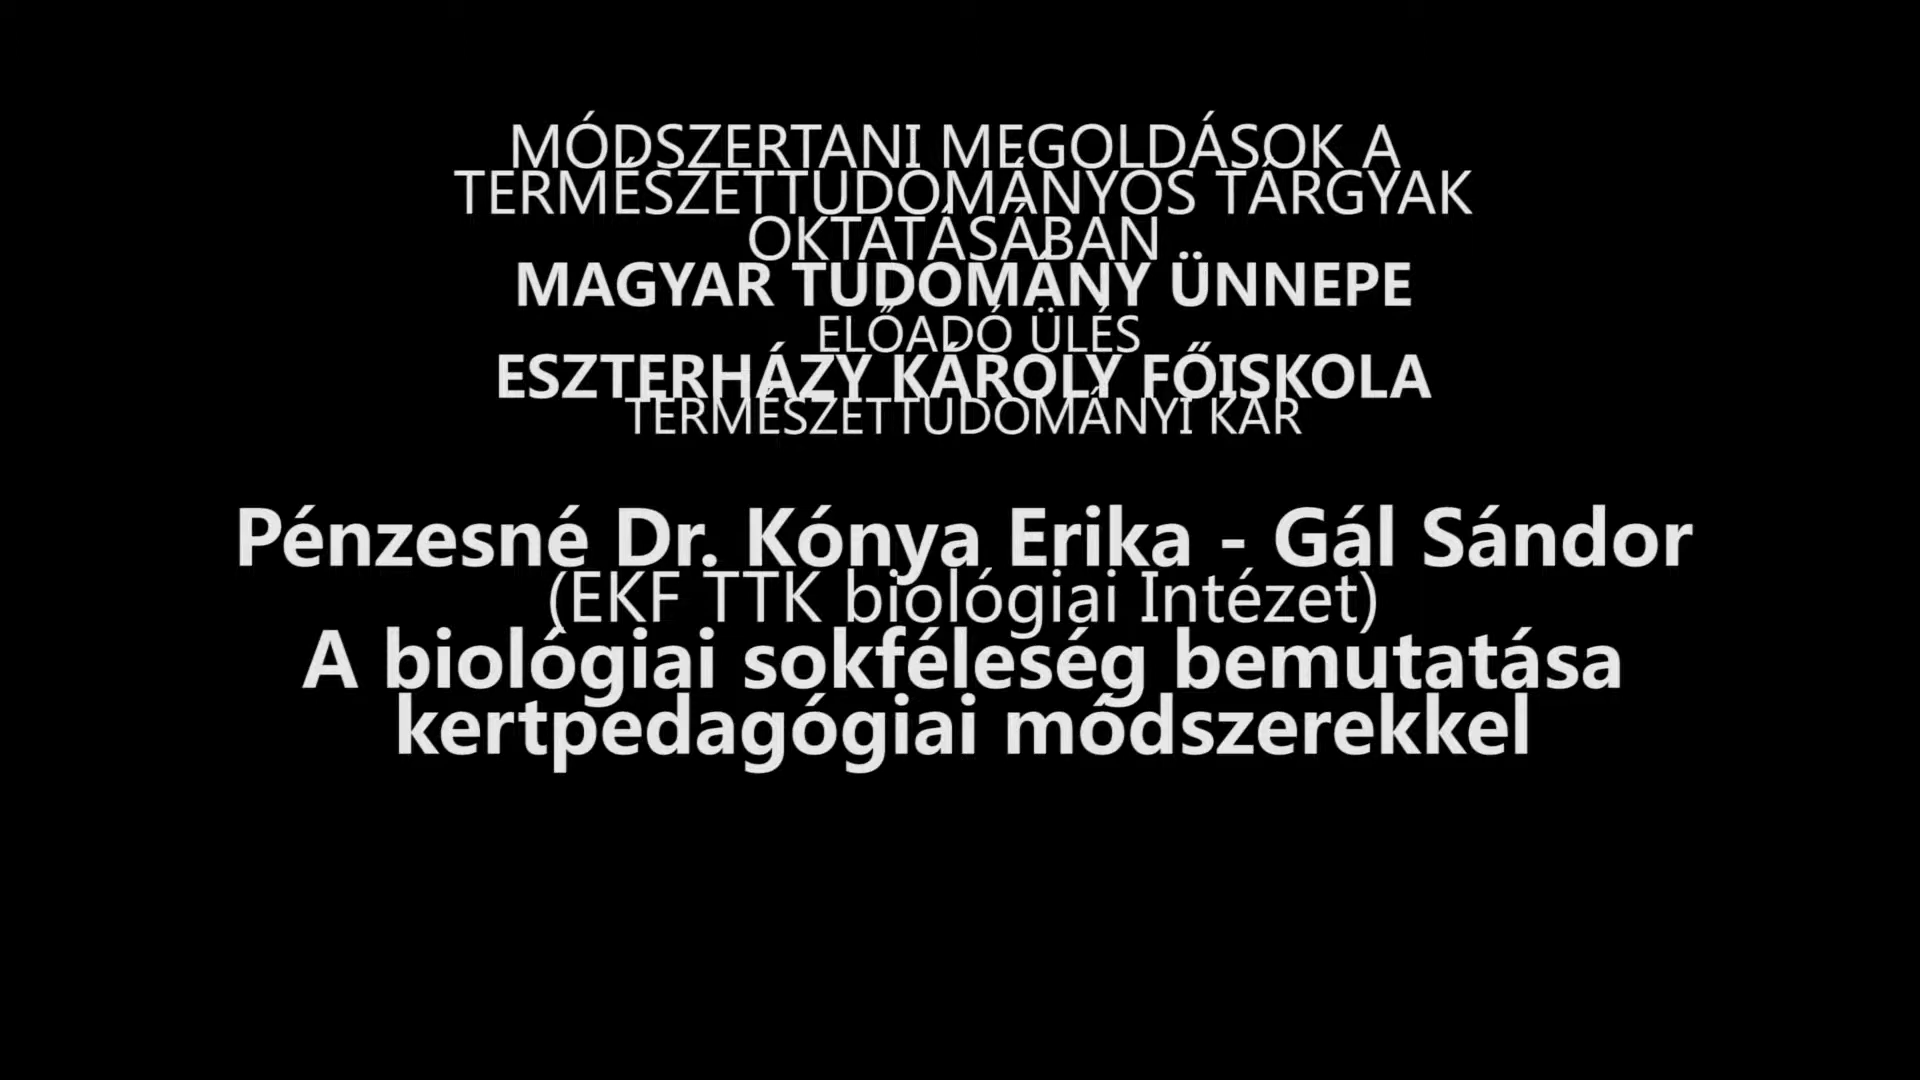 MÓDSZERTANI MEGOLDÁSOK A
TERMÉSZETTUDOMÁNYOS TÁRGYAK
OKTATÁSÁBAN
MAGYAR TUDOMÁNY ÜNNEPE
ELŐADÓ ÜLÉS
ESZTERHÁZY KÁROLY FŐISKOLA
TERMÉSZETTUDOMÁNYI KAR
Pénzesné Dr. Kónya Erika - Gál Sándor
(EKF TTK biológiai Intézet)
A biológiai sokféleség bemutatása
kertpedagógiai módszerekkel